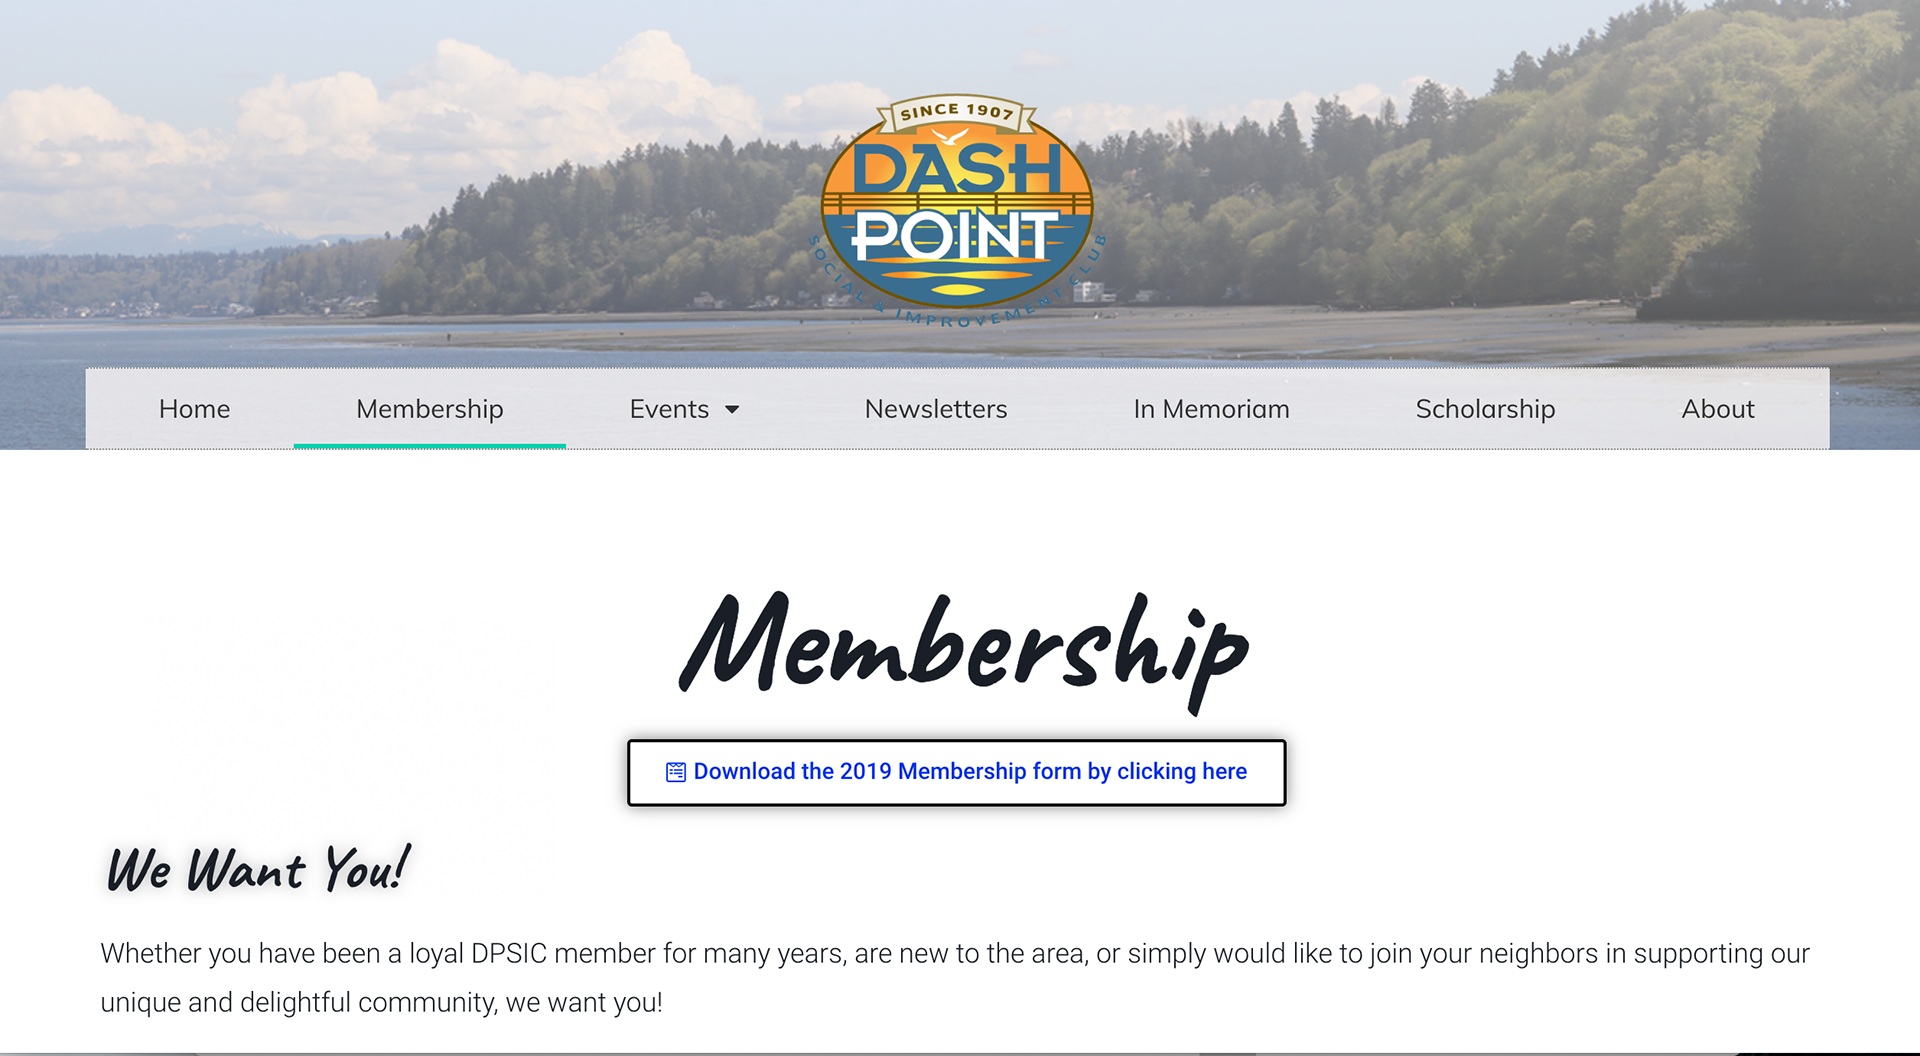 SINCE 1907
DASH
POINT
SOCIAL & IMPROVEMENT CLUB
Home Membership Events Newsletters In Memoriam Scholarship About
Membership
Download the 2019 Membership form by clicking here
We Want You!
Whether you have been a loyal DPSIC member for many years, are new to the area, or simply would like to join your neighbors in supporting our
unique and delightful community, we want you!